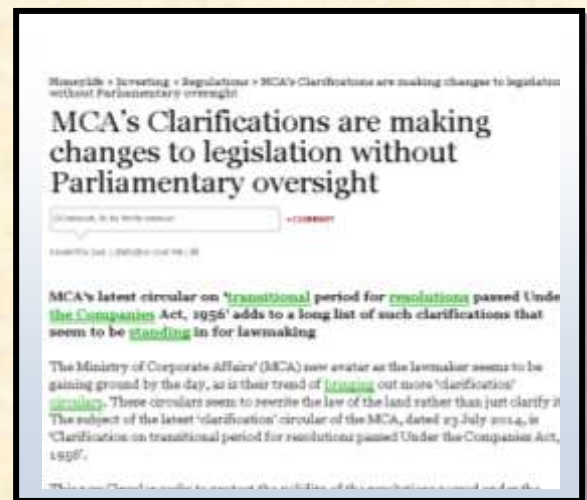 Moneylife » Investing » Regulations » MCA's Clarifications are making changes to legislation
without Parliamentary oversight
MCA's Clarifications are making
changes to legislation without
Parliamentary oversight
MCA's latest circular on 'transitional period for resolutions passed Unde
the Companies Act, 1956' adds to a long list of such clarifications that
seem to be standing in for lawmaking
The Ministry of Corporate Affairs' (MCA) new avatar as the lawmaker seems to be
gaining ground by the day, as is their trend of bringing out more 'clarification'
circulars. These circulars seem to rewrite the law of the land rather than just clarify it
The subject of the latest 'clarification' circular of the MCA, dated 23 July 2014, is
'Clarification on transitional period for resolutions passed Under the Companies Act,
1956'.